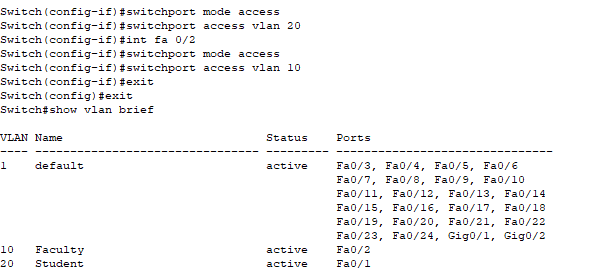 Switch(config-if)#switchport mode access
Switch(config-if)#switchport access vlan 20
Switch(config-if)#int fa 0/2
Switch(config-if)#switchport mode access
Switch(config-if)#switchport access vlan 10
Switch(config-if)#exit
Switch(config)#exit
Switch#show vlan brief
VLAN Name                             Status    Ports
---- -------------------------------- --------- -------------------------------
1    default                          active    Fa0/3, Fa0/4, Fa0/5, Fa0/6
                                                Fa0/7, Fa0/8, Fa0/9, Fa0/10
                                                Fa0/11, Fa0/12, Fa0/13, Fa0/14
                                                Fa0/15, Fa0/16, Fa0/17, Fa0/18
                                                Fa0/19, Fa0/20, Fa0/21, Fa0/22
                                                Fa0/23, Fa0/24, Gig0/1, Gig0/2
10   Faculty                          active    Fa0/2
20   Student                          active    Fa0/1